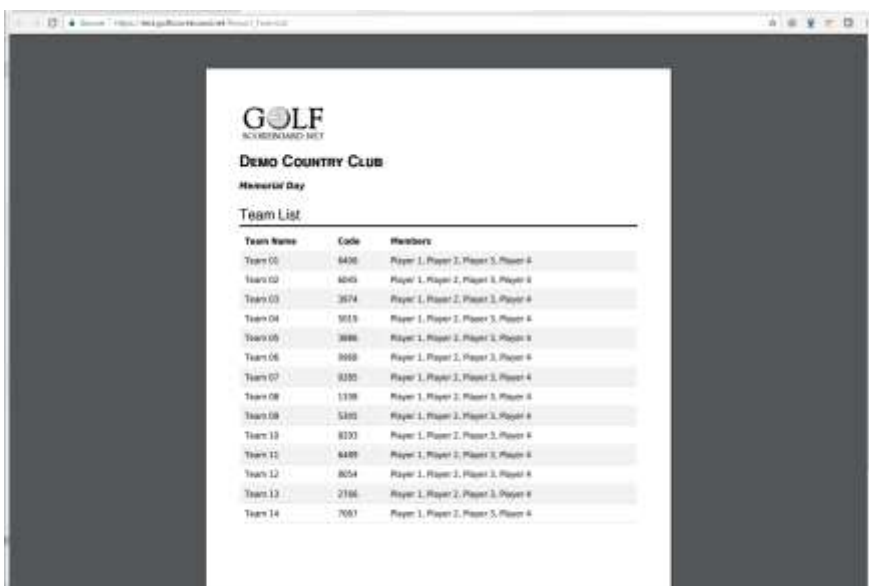 GOLF
SCOREBOARD.NET
DEMO COUNTRY CLUB
Memorial Day
Team List
Team Name Code Members
Team 01 Player 1, Player 2, Player 3, Player 4
Team 02 Player 1, Player 2, Player 3, Player 4
Team 03 3974 Player 1, Player 2, Player 3, Player 4
Team 04 Player 1, Player 2, Player 3, Player 4
Team 05 Player 1, Player 2, Player 3, Player 4
Team 06 Player 1, Player 2, Player 3, Player 4
Team 07 Player 1, Player 2, Player 3, Player 4
Team 08 Player 1, Player 2, Player 3, Player 4
Team 09 Player 1, Player 2, Player 3, Player 4
Team 10 Player 1, Player 2, Player 3, Player 4
Team 11 Player 1, Player 2, Player 3, Player 4
Team 12 8054 Player 1, Player 2, Player 3, Player 4
Team 13 Player 1, Player 2, Player 3, Player 4
Team 14 Player 1, Player 2, Player 3, Player 4